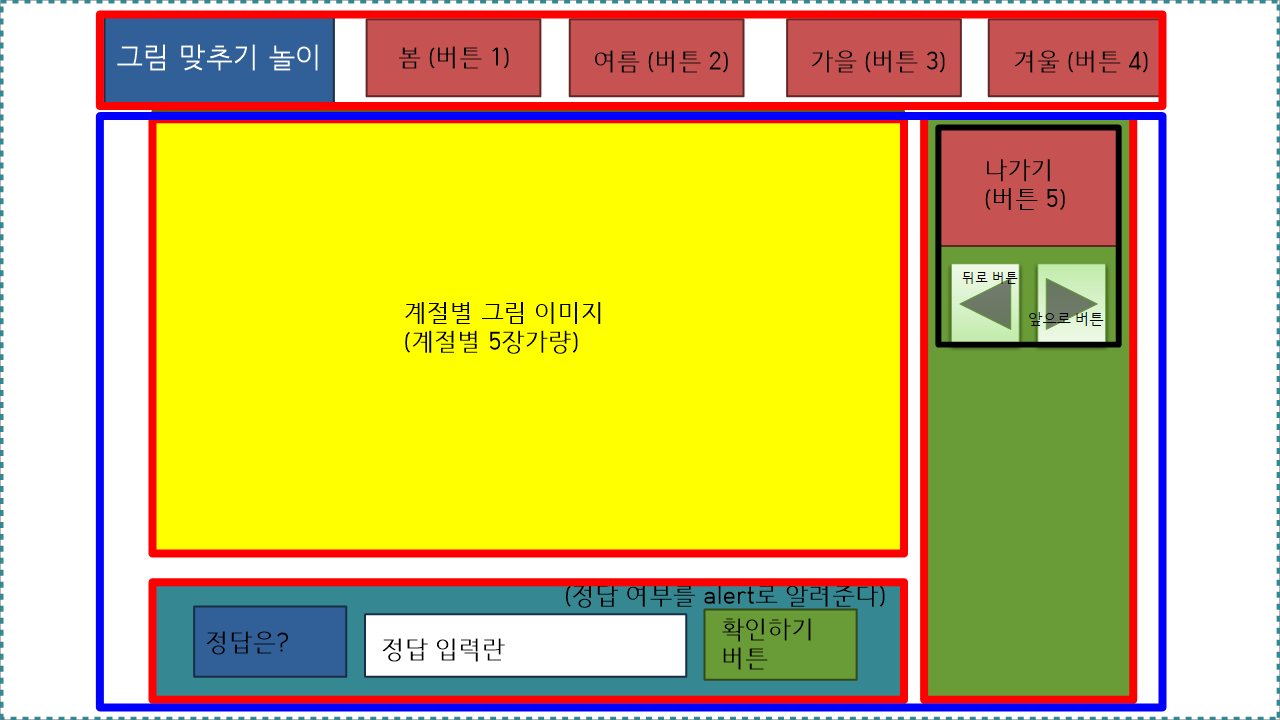 그림 맞추기 놀이
봄 (버튼 1)
여름 (버튼 2)
가을 (버튼 3)
겨울 (버튼 4)
나가기
(버튼 5)
뒤로 버튼
앞으로 버튼
계절별 그림 이미지
(계절별 5장가량)
(정답 여부를 alert로 알려준다)
정답은?
정답 입력란
확인하기
버튼